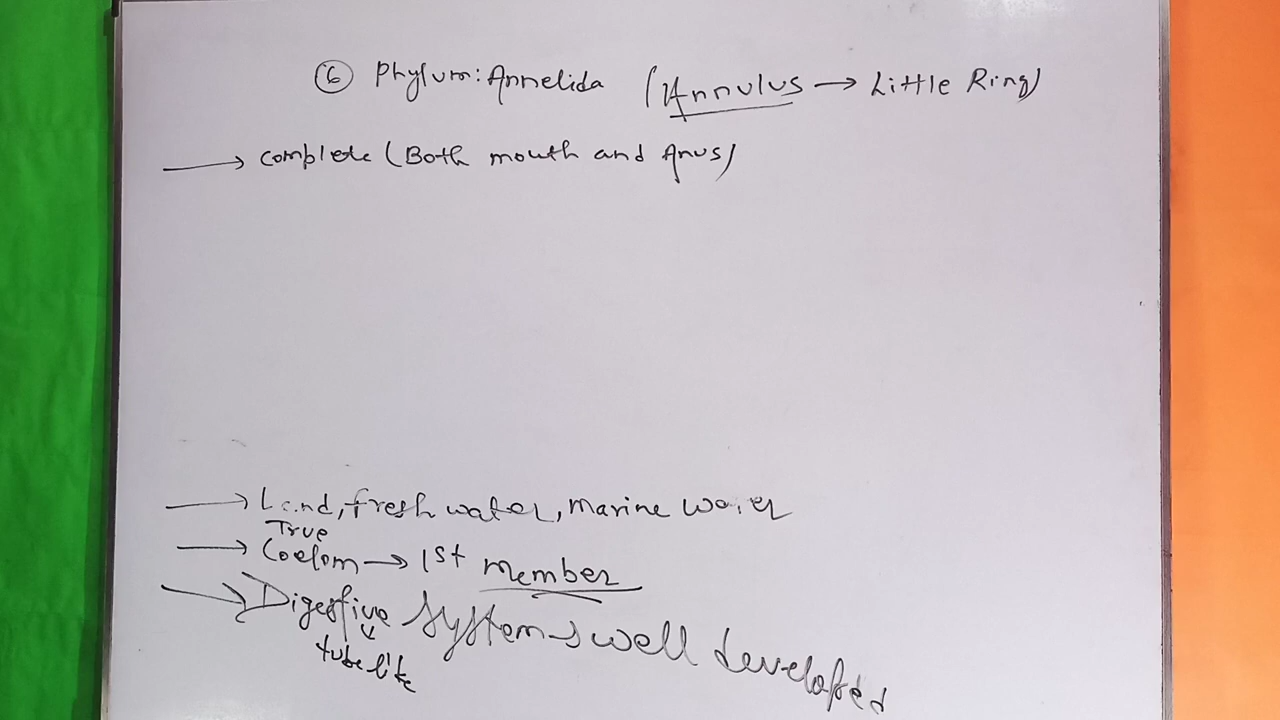 6 Phylum: Annelida (Annulus → Little Ring)
→ complete (Both mouth and Anus)
→ Land, fresh water, Marine water
True
→ Coelom → 1st member
→ Digestive system → well developed
tube like